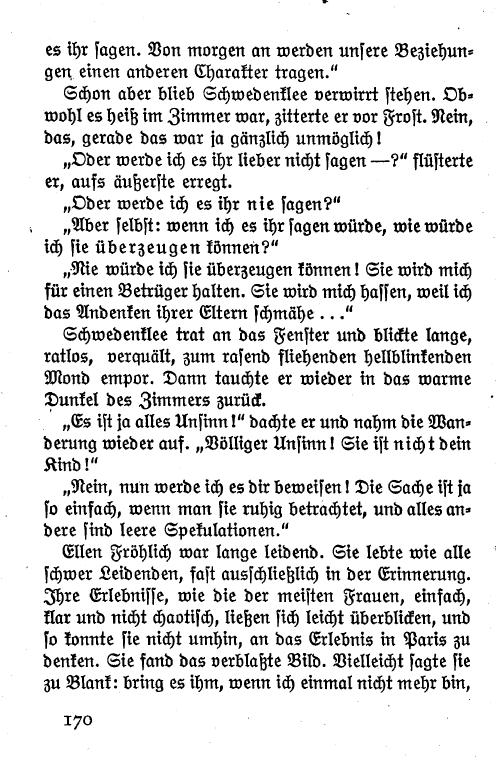 es ihr sagen. Von morgen an werden unsere Beziehun-
gen einen anderen Charakter tragen.“
Schon aber blieb Schwedenklee verwirrt stehen. Ob-
wohl es heiß im Zimmer war, zitterte er vor Frost. Nein,
das, gerade das war ja gänzlich unmöglich!
„Oder werde ich es ihr lieber nicht sagen —?“ flüsterte
er, aufs äußerste erregt.
„Oder werde ich es ihr nie sagen?“
„Aber selbst: wenn ich es ihr sagen würde, wie würde
ich sie überzeugen können?“
„Nie würde ich sie überzeugen können! Sie wird mich
für einen Betrüger halten. Sie wird mich hassen, weil ich
das Andenken ihrer Eltern schmähe ...“
Schwedenklee trat an das Fenster und blickte lange,
ratlos, verquält, zum rasend fliehenden hellblinkenden
Mond empor. Dann tauchte er wieder in das warme
Dunkel des Zimmers zurück.
„Es ist ja alles Unsinn!“ dachte er und nahm die Wan-
derung wieder auf. „Völliger Unsinn! Sie ist nicht dein
Kind!“
„Nein, nun werde ich es dir beweisen! Die Sache ist ja
so einfach, wenn man sie ruhig betrachtet, und alles an-
dere sind leere Spekulationen.“
Ellen Fröhlich war lange leidend. Sie lebte wie alle
schwer Leidenden, fast ausschließlich in der Erinnerung.
Ihre Erlebnisse, wie die der meisten Frauen, einfach,
klar und nicht chaotisch, ließen sich leicht überblicken, und
so konnte sie nicht umhin, an das Erlebnis in Paris zu
denken. Sie fand das verblaßte Bild. Vielleicht sagte sie
zu Blank: bring es ihm, wenn ich einmal nicht mehr bin,
170